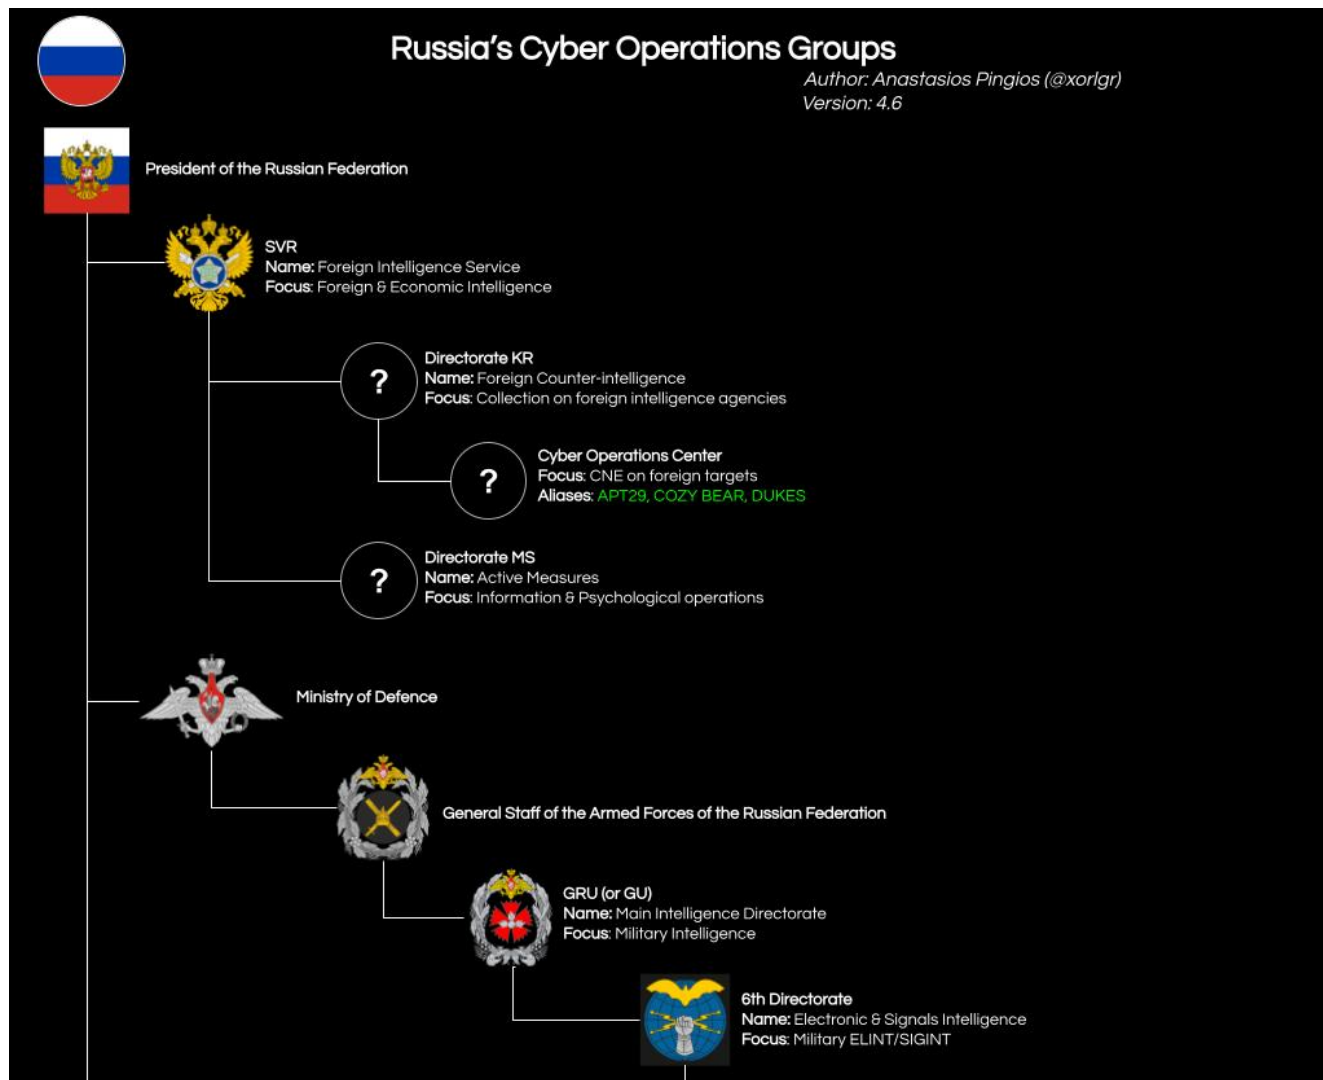 Russia's Cyber Operations Groups
Author: Anastasios Pingios (@xorlgr)
Version: 4.6
President of the Russian Federation
SVR
Name: Foreign Intelligence Service
Focus: Foreign & Economic Intelligence
?
Directorate KR
Name: Foreign Counter-intelligence
Focus: Collection on foreign intelligence agencies
?
Cyber Operations Center
Focus: CNE on foreign targets
Aliases: APT29, COZY BEAR, DUKES
?
Directorate MS
Name: Active Measures
Focus: Information & Psychological operations
Ministry of Defence
General Staff of the Armed Forces of the Russian Federation
GRU (or GU)
Name: Main Intelligence Directorate
Focus: Military Intelligence
6th Directorate
Name: Electronic & Signals Intelligence
Focus: Military ELINT/SIGINT